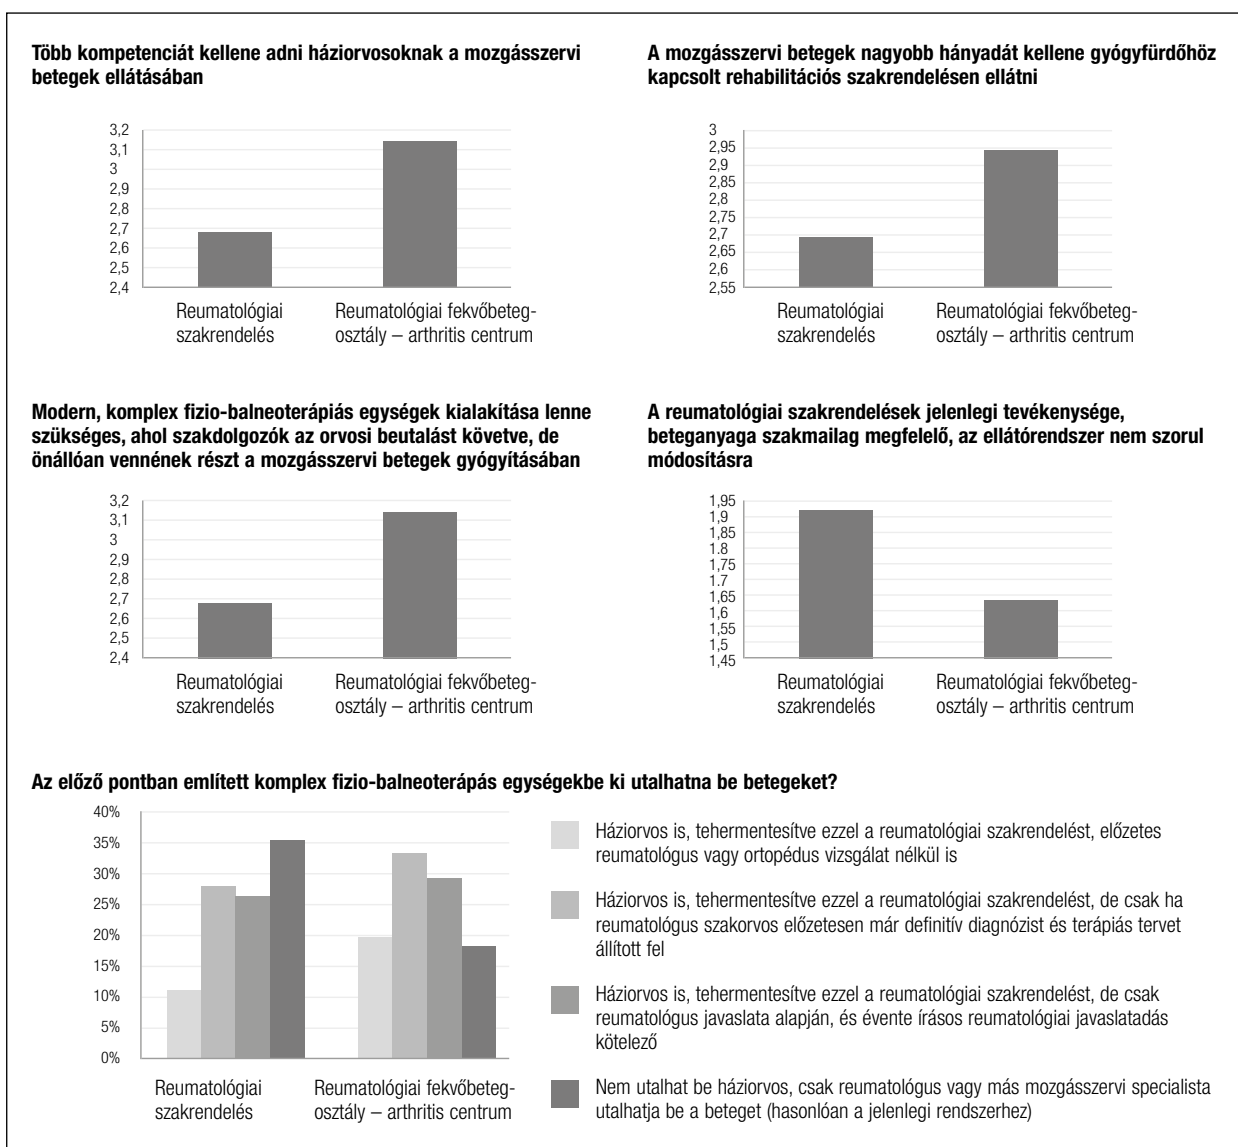 Több kompetenciát kellene adni háziorvosoknak a mozgásszervi
betegek ellátásában
3,2
3,1
3
2,9
2,8
2,7
2,6
2,5
2,4
Reumatológiai
szakrendelés
Reumatológiai fekvőbeteg-
osztály – arthritis centrum
A mozgásszervi betegek nagyobb hányadát kellene gyógyfürdőhöz
kapcsolt rehabilitációs szakrendelésen ellátni
3
2,95
2,9
2,85
2,8
2,75
2,7
2,65
2,6
2,55
Reumatológiai
szakrendelés
Reumatológiai fekvőbeteg-
osztály – arthritis centrum
Modern, komplex fizio-balneoterápiás egységek kialakítása lenne
szükséges, ahol szakdolgozók az orvosi beutalást követve, de
önállóan vennének részt a mozgásszervi betegek gyógyításában
3,2
3,1
3
2,9
2,8
2,7
2,6
2,5
2,4
Reumatológiai
szakrendelés
Reumatológiai fekvőbeteg-
osztály – arthritis centrum
A reumatológiai szakrendelések jelenlegi tevékenysége,
beteganyaga szakmailag megfelelő, az ellátórendszer nem szorul
módosításra
1,95
1,9
1,85
1.8
1,75
1.7
1,65
1,6
1,55
1,5
1,45
Reumatológiai
szakrendelés
Reumatológiai fekvőbeteg-
osztály – arthritis centrum
Az előző pontban említett komplex fizio-balneoterápás egységekbe ki utalhatna be betegeket?
40%
35%
30%
25%
20%
15%
10%
5%
0%
Reumatológiai
szakrendelés
Reumatológiai fekvőbeteg-
osztály – arthritis centrum
Háziorvos is, tehermentesítve ezzel a reumatológiai szakrendelést, előzetes
reumatológus vagy ortopédus vizsgálat nélkül is
Háziorvos is, tehermentesítve ezzel a reumatológiai szakrendelést, de csak ha
reumatológus szakorvos előzetesen már definitív diagnózist és terápiás tervet
állított fel
Háziorvos is, tehermentesítve ezzel a reumatológiai szakrendelést, de csak
reumatológus javaslata alapján, és évente írásos reumatológiai javaslatadás
kötelező
Nem utalhat be háziorvos, csak reumatológus vagy más mozgásszervi specialista
utalhatja be a beteget (hasonlóan a jelenlegi rendszerhez)